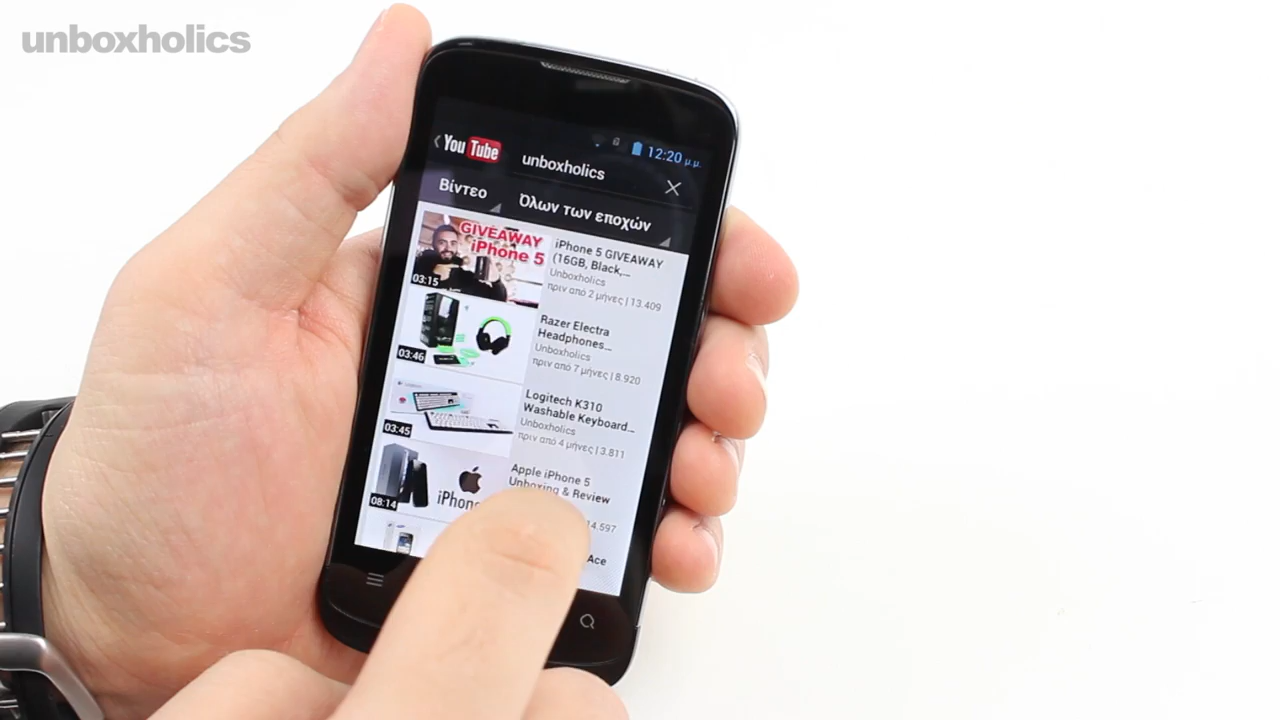 unboxholics
YouTube
unboxholics
12:20 μ.μ.
Βίντεο
Όλων των εποχών
GIVEAWAY
iPhone 5
03:15
iPhone 5 GIVEAWAY
(16GB, Black,...
Unboxholics
πριν από 2 μήνες | 13.409
03:46
Razer Electra
Headphones...
Unboxholics
πριν από 7 μήνες | 8.920
03:45
Logitech K310
Washable Keyboard...
Unboxholics
πριν από 4 μήνες | 3.811
08:14
iPhone
Apple iPhone 5
Unboxing & Review
14.597
Ace